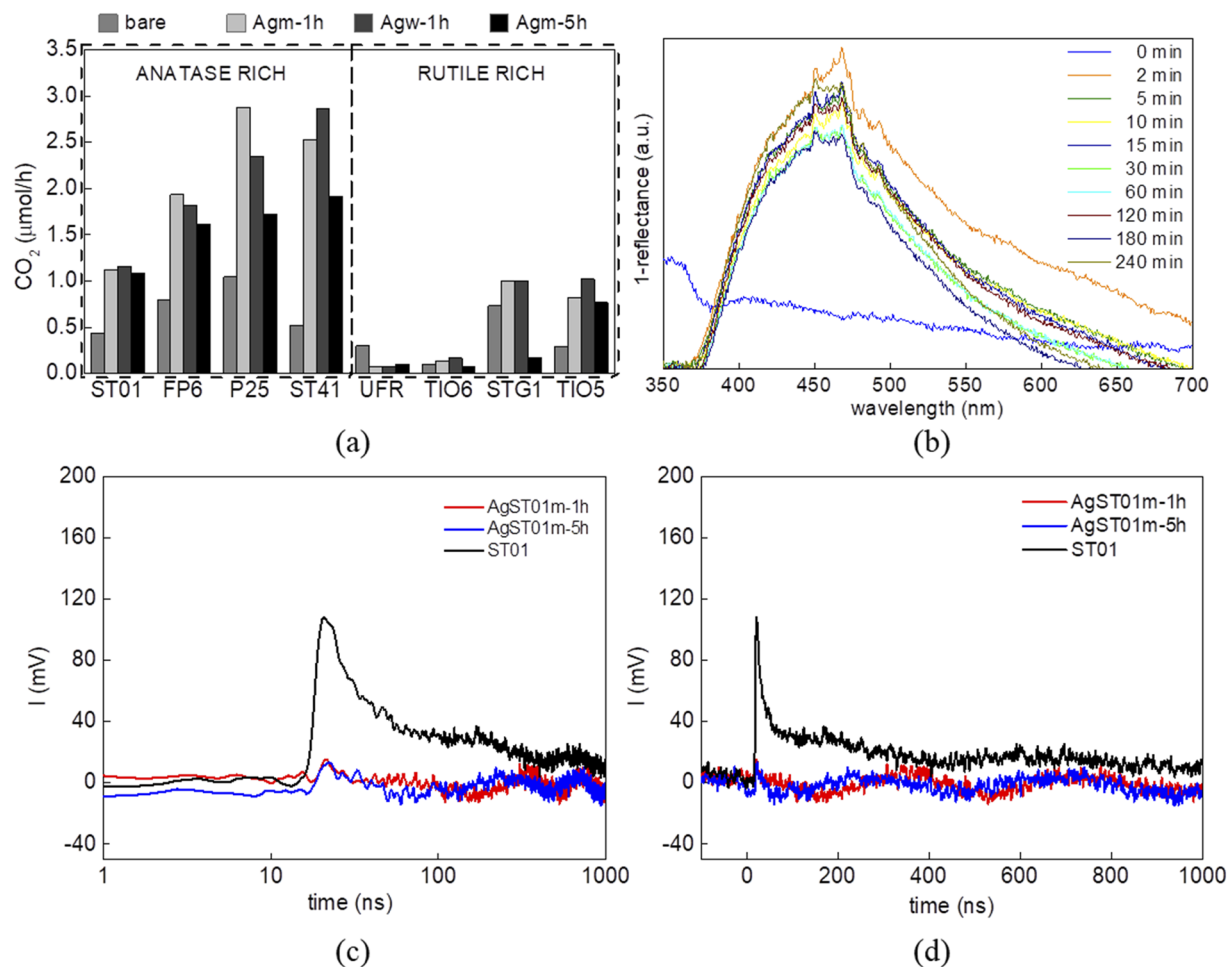 bare Agm-1h Agw-1h Agm-5h
3.5
3.0
2.5
2.0
1.5
1.0
0.5
0.0
CO₂ (μmol/h)
ANATASE RICH RUTILE RICH
ST01 FP6 P25 ST41 UFR TIO6 STG1 TIO5
(a)
1-reflectance (a.u.)
0 min
2 min
5 min
10 min
15 min
30 min
60 min
120 min
180 min
240 min
350 400 450 500 550 600 650 700
wavelength (nm)
(b)
200
160
120
80
40
0
-40
I (mV)
AgST01m-1h
AgST01m-5h
ST01
1 10 100 1000
time (ns)
(c)
200
160
120
80
40
0
-40
I (mV)
AgST01m-1h
AgST01m-5h
ST01
0 200 400 600 800 1000
time (ns)
(d)